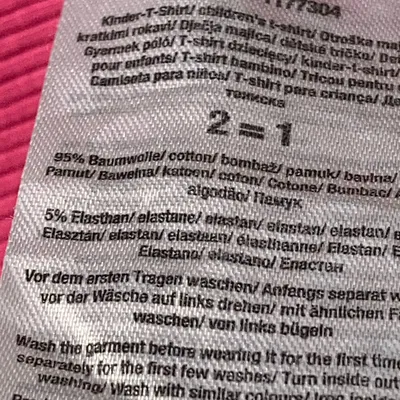 1177304
Kinder-T-Shirt/ children's t-shirt/ Otroška maj
kratkimi rokavi/ Dječja majica/ dětské tričko/ De
Gyermek póló/ T-shirt dziecięcy/ kinder-t-shirt/
pour enfants/ T-shirt bambino/ Tricou pentru
Camiseta para niños/ T-shirt para criança/ Де
тениска
2 = 1
95% Baumwolle/ cotton/ bombaž/ pamuk/ bavlna/
Pamut/ Bawełna/ katoen/ coton/ Cotone/ Bumbac/ A
algodão/ Памук
5% Elasthan/ elastane/ elastan/ elastan/ elastan/ e
Elasztán/ elastan/ elastaan/ élasthanne/ Elastan/ E
Elastano/ elastano/ Еластан
Vor dem ersten Tragen waschen/ Anfangs separat w
vor der Wäsche auf links drehen/ mit ähnlichen F
waschen/ von links bügeln
Wash the garment before wearing it for the first time
separately for the first few washes/ Turn inside out
washing/ Wash with similar colours/ Iron inside